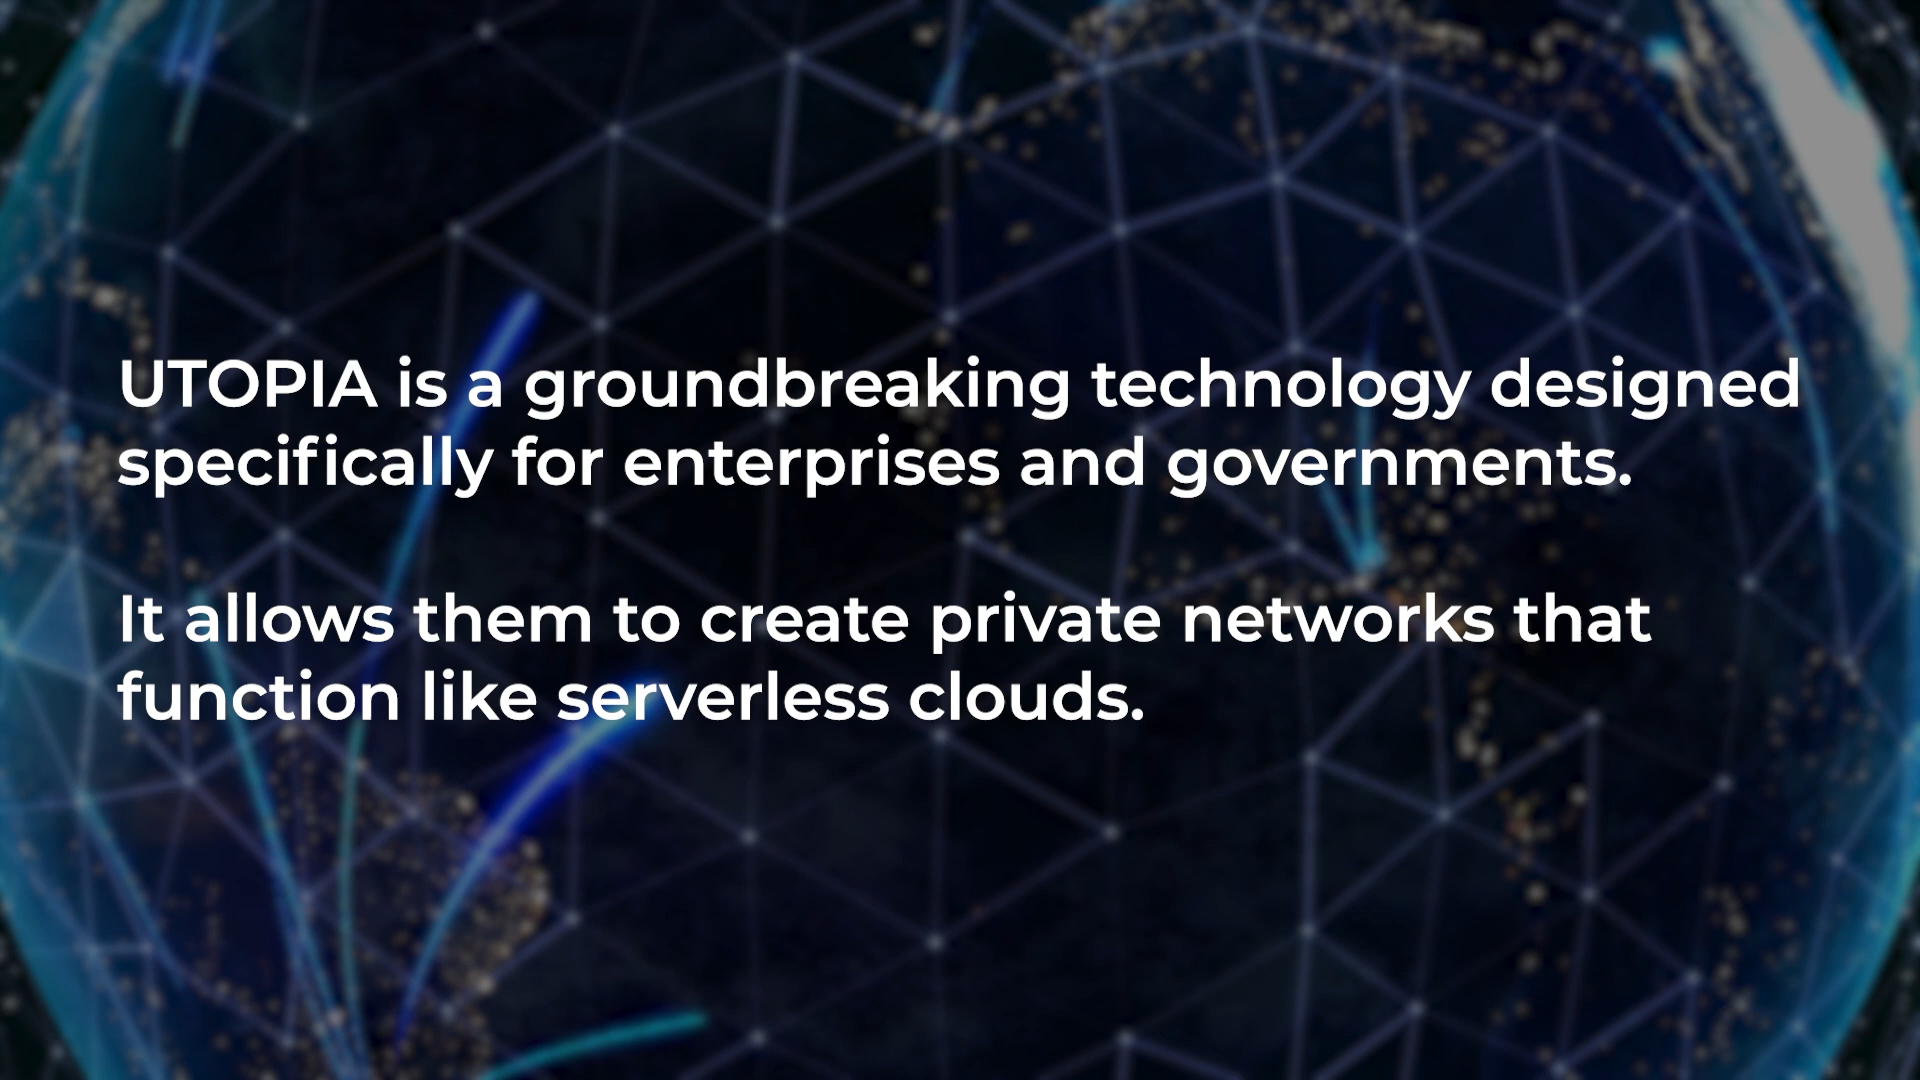 UTOPIA is a groundbreaking technology designed
specifically for enterprises and governments.
It allows them to create private networks that
function like serverless clouds.